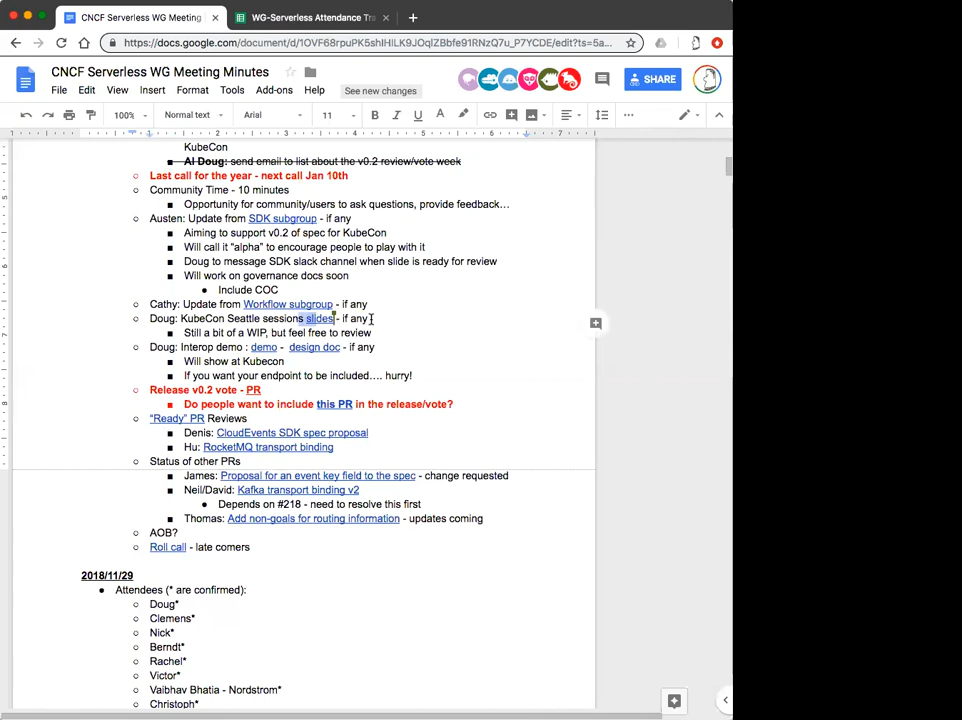 CNCF Serverless WG Meeting
WG-Serverless Attendance Tra
https://docs.google.com/document/d/1OVF68rpuPK5shIHlLK9JOqlZBbfe91RNzQ7u_P7YCDE/edit?ts=5a...
CNCF Serverless WG Meeting Minutes
File Edit View Insert Format Tools Add-ons Help
See new changes
SHARE
100% Normal text Arial 11 B I U A
1 1 2 3 4 5 6 7
KubeCon
AI Doug: send email to list about the v0.2 review/vote week
Last call for the year - next call Jan 10th
Community Time - 10 minutes
Opportunity for community/users to ask questions, provide feedback…
Austen: Update from SDK subgroup - if any
Aiming to support v0.2 of spec for KubeCon
Will call it “alpha” to encourage people to play with it
Doug to message SDK slack channel when slide is ready for review
Will work on governance docs soon
Include COC
Cathy: Update from Workflow subgroup - if any
Doug: KubeCon Seattle sessions slides - if any
Still a bit of a WIP, but feel free to review
Doug: Interop demo : demo - design doc - if any
Will show at Kubecon
If you want your endpoint to be included…. hurry!
Release v0.2 vote - PR
Do people want to include this PR in the release/vote?
“Ready” PR Reviews
Denis: CloudEvents SDK spec proposal
Hu: RocketMQ transport binding
Status of other PRs
James: Proposal for an event key field to the spec - change requested
Neil/David: Kafka transport binding v2
Depends on #218 - need to resolve this first
Thomas: Add non-goals for routing information - updates coming
AOB?
Roll call - late comers
2018/11/29
Attendees (* are confirmed):
Doug*
Clemens*
Nick*
Berndt*
Rachel*
Victor*
Vaibhav Bhatia - Nordstrom*
Christoph*